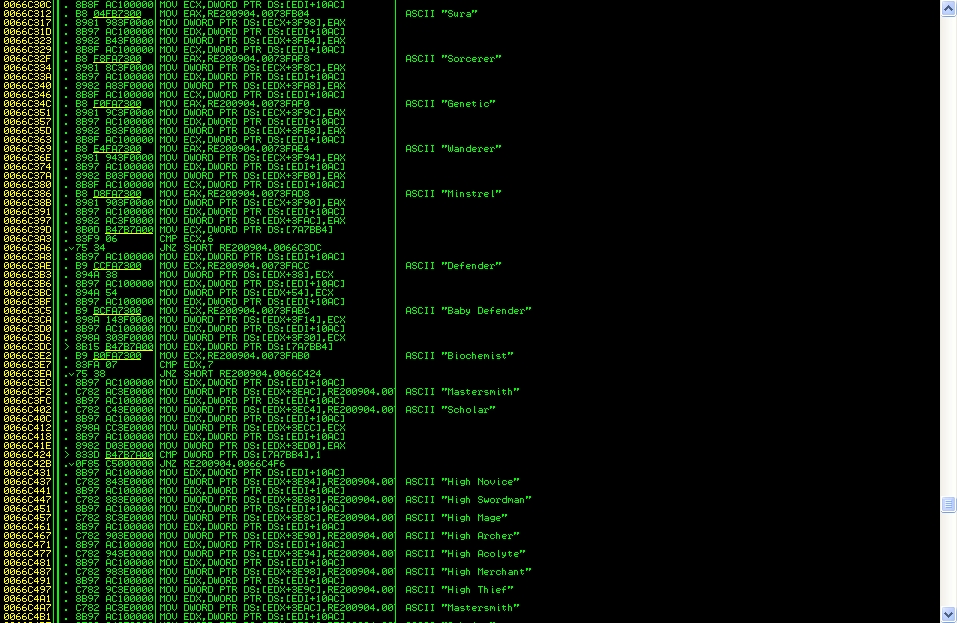 0066C30C . 8B8F AC100000 MOV ECX,DWORD PTR DS:[EDI+10AC]
0066C312 . B8 04FB7300 MOV EAX,RE200904.0073FB04 ASCII "Sura"
0066C317 . 8981 983F0000 MOV DWORD PTR DS:[ECX+3F98],EAX
0066C31D . 8B97 AC100000 MOV EDX,DWORD PTR DS:[EDI+10AC]
0066C323 . 8982 B43F0000 MOV DWORD PTR DS:[EDX+3FB4],EAX
0066C329 . 8B8F AC100000 MOV ECX,DWORD PTR DS:[EDI+10AC]
0066C32F . B8 F8FA7300 MOV EAX,RE200904.0073FAF8 ASCII "Sorcerer"
0066C334 . 8981 8C3F0000 MOV DWORD PTR DS:[ECX+3F8C],EAX
0066C33A . 8B97 AC100000 MOV EDX,DWORD PTR DS:[EDI+10AC]
0066C340 . 8982 A83F0000 MOV DWORD PTR DS:[EDX+3FA8],EAX
0066C346 . 8B8F AC100000 MOV ECX,DWORD PTR DS:[EDI+10AC]
0066C34C . B8 F0FA7300 MOV EAX,RE200904.0073FAF0 ASCII "Genetic"
0066C351 . 8981 9C3F0000 MOV DWORD PTR DS:[ECX+3F9C],EAX
0066C357 . 8B97 AC100000 MOV EDX,DWORD PTR DS:[EDI+10AC]
0066C35D . 8982 B83F0000 MOV DWORD PTR DS:[EDX+3FB8],EAX
0066C363 . 8B8F AC100000 MOV ECX,DWORD PTR DS:[EDI+10AC]
0066C369 . B8 E4FA7300 MOV EAX,RE200904.0073FAE4 ASCII "Wanderer"
0066C36E . 8981 943F0000 MOV DWORD PTR DS:[ECX+3F94],EAX
0066C374 . 8B97 AC100000 MOV EDX,DWORD PTR DS:[EDI+10AC]
0066C37A . 8982 B03F0000 MOV DWORD PTR DS:[EDX+3FB0],EAX
0066C380 . 8B8F AC100000 MOV ECX,DWORD PTR DS:[EDI+10AC]
0066C386 . B8 D8FA7300 MOV EAX,RE200904.0073FAD8 ASCII "Minstrel"
0066C38B . 8981 903F0000 MOV DWORD PTR DS:[ECX+3F90],EAX
0066C391 . 8B97 AC100000 MOV EDX,DWORD PTR DS:[EDI+10AC]
0066C397 . 8982 AC3F0000 MOV DWORD PTR DS:[EDX+3FAC],EAX
0066C39D . 8B0D B47B7A00 MOV ECX,DWORD PTR DS:[7A7BB4]
0066C3A3 . 83F9 06 CMP ECX,6
0066C3A6 .v75 34 JNZ SHORT RE200904.0066C3DC
0066C3A8 . 8B97 AC100000 MOV EDX,DWORD PTR DS:[EDI+10AC]
0066C3AE . B9 CCFA7300 MOV ECX,RE200904.0073FACC ASCII "Defender"
0066C3B3 . 894A 38 MOV DWORD PTR DS:[EDX+38],ECX
0066C3B6 . 8B97 AC100000 MOV EDX,DWORD PTR DS:[EDI+10AC]
0066C3BC . 894A 54 MOV DWORD PTR DS:[EDX+54],ECX
0066C3BF . 8B97 AC100000 MOV EDX,DWORD PTR DS:[EDI+10AC]
0066C3C5 . B9 BCFA7300 MOV ECX,RE200904.0073FABC ASCII "Baby Defender"
0066C3CA . 898A 143F0000 MOV DWORD PTR DS:[EDX+3F14],ECX
0066C3D0 . 8B97 AC100000 MOV EDX,DWORD PTR DS:[EDI+10AC]
0066C3D6 . 898A 303F0000 MOV DWORD PTR DS:[EDX+3F30],ECX
0066C3DC > 8B15 B47B7A00 MOV EDX,DWORD PTR DS:[7A7BB4]
0066C3E2 . B9 B0FA7300 MOV ECX,RE200904.0073FAB0 ASCII "Biochemist"
0066C3E7 . 83FA 07 CMP EDX,7
0066C3EA .v75 38 JNZ SHORT RE200904.0066C424
0066C3EC . 8B97 AC100000 MOV EDX,DWORD PTR DS:[EDI+10AC]
0066C3F2 . C782 AC3E0000 MOV DWORD PTR DS:[EDX+3EAC],RE200904.00 ASCII "Mastersmith"
0066C3FC . 8B97 AC100000 MOV EDX,DWORD PTR DS:[EDI+10AC]
0066C402 . C782 C43E0000 MOV DWORD PTR DS:[EDX+3EC4],RE200904.00 ASCII "Scholar"
0066C40C . 8B97 AC100000 MOV EDX,DWORD PTR DS:[EDI+10AC]
0066C412 . 898A CC3E0000 MOV DWORD PTR DS:[EDX+3ECC],ECX
0066C418 . 8B97 AC100000 MOV EDX,DWORD PTR DS:[EDI+10AC]
0066C41E . 8982 D03E0000 MOV DWORD PTR DS:[EDX+3ED0],EAX
0066C424 > 833D B47B7A00 CMP DWORD PTR DS:[7A7BB4],1
0066C42B .v0F85 C5000000 JNZ RE200904.0066C4F6
0066C431 . 8B97 AC100000 MOV EDX,DWORD PTR DS:[EDI+10AC]
0066C437 . C782 843E0000 MOV DWORD PTR DS:[EDX+3E84],RE200904.00 ASCII "High Novice"
0066C441 . 8B97 AC100000 MOV EDX,DWORD PTR DS:[EDI+10AC]
0066C447 . C782 883E0000 MOV DWORD PTR DS:[EDX+3E88],RE200904.00 ASCII "High Swordman"
0066C451 . 8B97 AC100000 MOV EDX,DWORD PTR DS:[EDI+10AC]
0066C457 . C782 8C3E0000 MOV DWORD PTR DS:[EDX+3E8C],RE200904.00 ASCII "High Mage"
0066C461 . 8B97 AC100000 MOV EDX,DWORD PTR DS:[EDI+10AC]
0066C467 . C782 903E0000 MOV DWORD PTR DS:[EDX+3E90],RE200904.00 ASCII "High Archer"
0066C471 . 8B97 AC100000 MOV EDX,DWORD PTR DS:[EDI+10AC]
0066C477 . C782 943E0000 MOV DWORD PTR DS:[EDX+3E94],RE200904.00 ASCII "High Acolyte"
0066C481 . 8B97 AC100000 MOV EDX,DWORD PTR DS:[EDI+10AC]
0066C487 . C782 983E0000 MOV DWORD PTR DS:[EDX+3E98],RE200904.00 ASCII "High Merchant"
0066C491 . 8B97 AC100000 MOV EDX,DWORD PTR DS:[EDI+10AC]
0066C497 . C782 9C3E0000 MOV DWORD PTR DS:[EDX+3E9C],RE200904.00 ASCII "High Thief"
0066C4A1 . 8B97 AC100000 MOV EDX,DWORD PTR DS:[EDI+10AC]
0066C4A7 . C782 AC3E0000 MOV DWORD PTR DS:[EDX+3EAC],RE200904.00 ASCII "Mastersmith"
0066C4B1 . 8B97 AC100000 MOV EDX,DWORD PTR DS:[EDI+10AC]